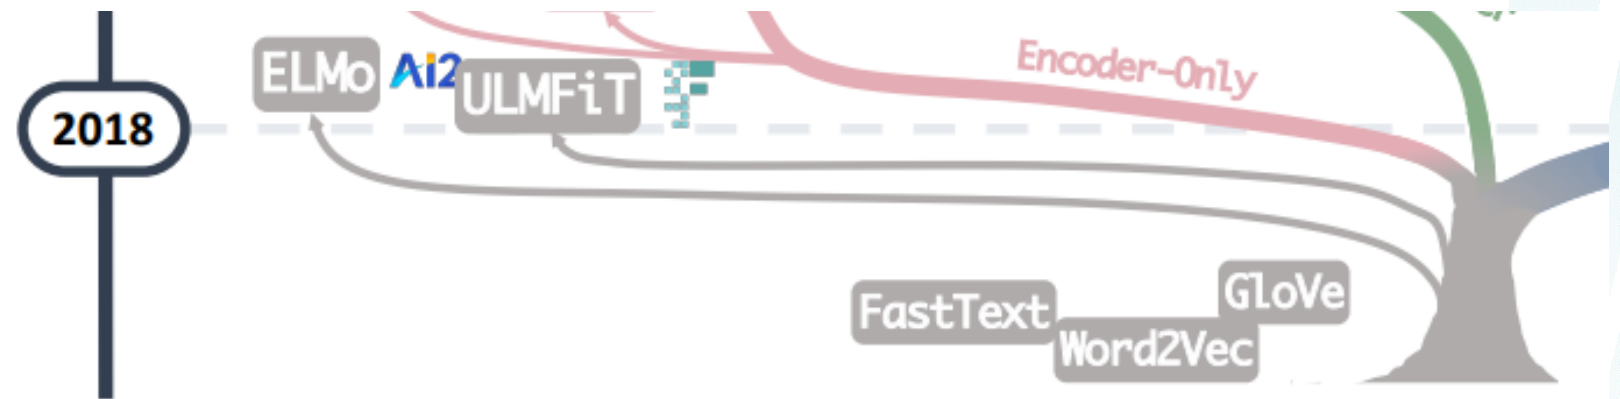 Encoder-Only
ELMo
Ai2
ULMFiT
2018
GloVe
FastText
Word2Vec